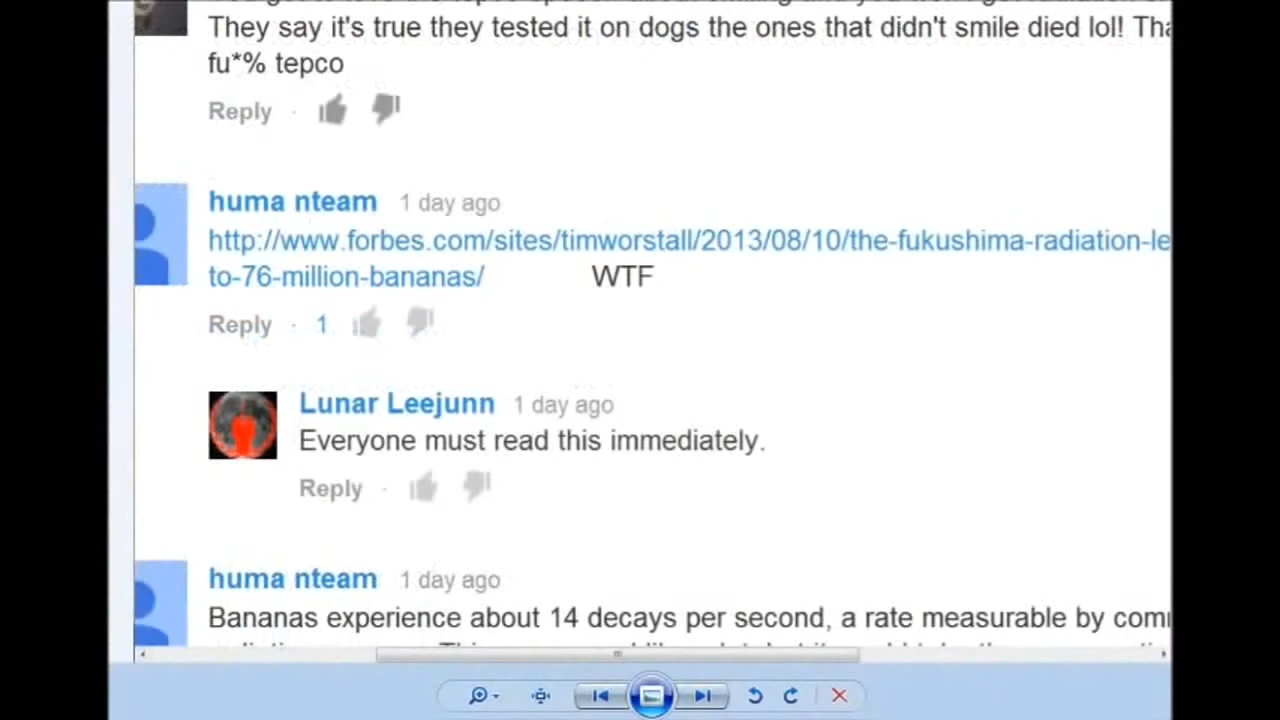 They say it's true they tested it on dogs the ones that didn't smile died lol! Tha
fu*% tepco
Reply
huma nteam 1 day ago
http://www.forbes.com/sites/timworstall/2013/08/10/the-fukushima-radiation-le
to-76-million-bananas/ WTF
Reply · 1
Lunar Leejunn 1 day ago
Everyone must read this immediately.
Reply
huma nteam 1 day ago
Bananas experience about 14 decays per second, a rate measurable by com